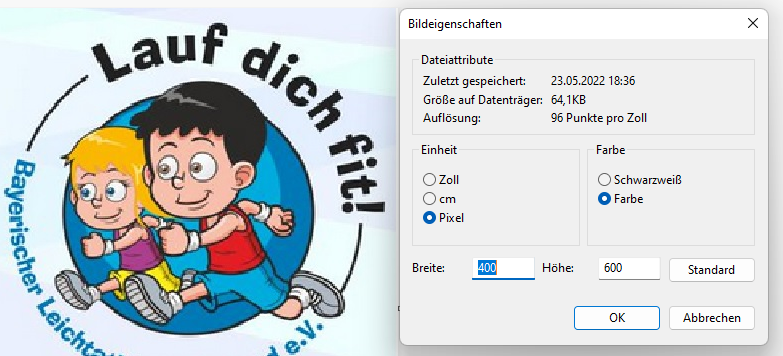 Lauf dich fit!
Bayerischer
e.V.
Bildeigenschaften
Dateiattribute
Zuletzt gespeichert: 23.05.2022 18:36
Größe auf Datenträger: 64,1KB
Auflösung: 96 Punkte pro Zoll
Einheit
Zoll
cm
Pixel
Farbe
Schwarzweiß
Farbe
Breite: 400 Höhe: 600 Standard
OK Abbrechen